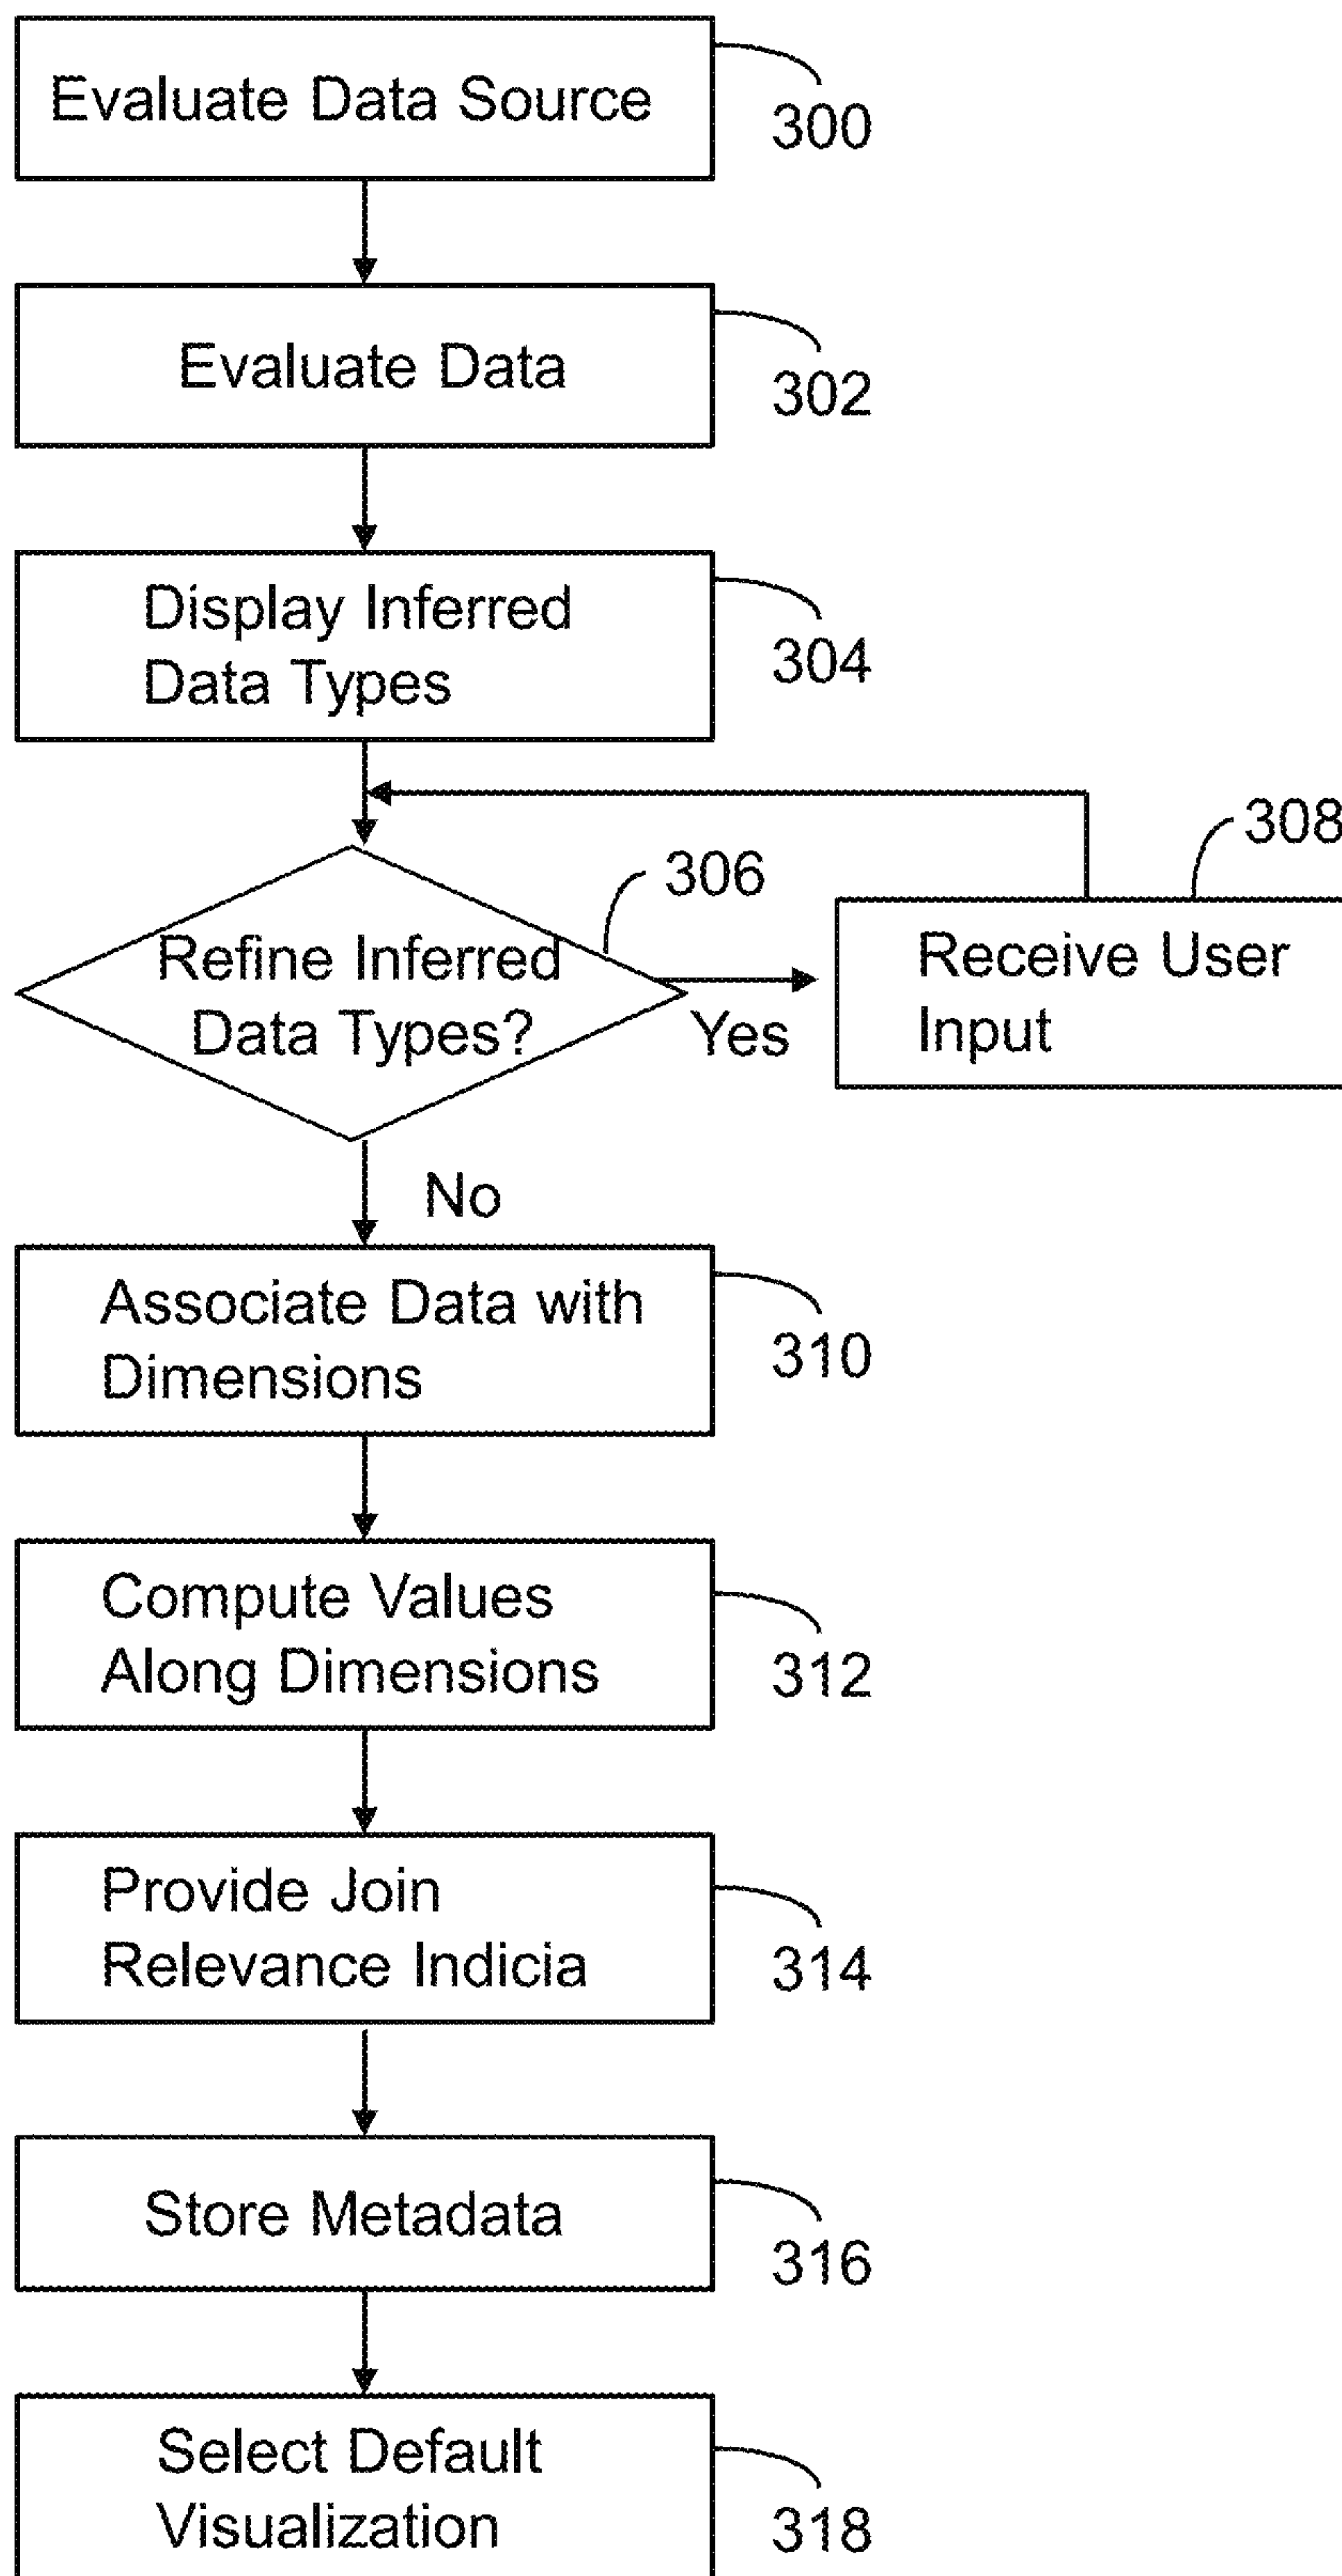 Evaluate Data Source
300
Evaluate Data
302
Display Inferred
Data Types
304
306
308
Refine Inferred
Data Types?
Yes
Receive User
Input
No
Associate Data with
Dimensions
310
Compute Values
Along Dimensions
312
Provide Join
Relevance Indicia
314
Store Metadata
316
Select Default
Visualization
318